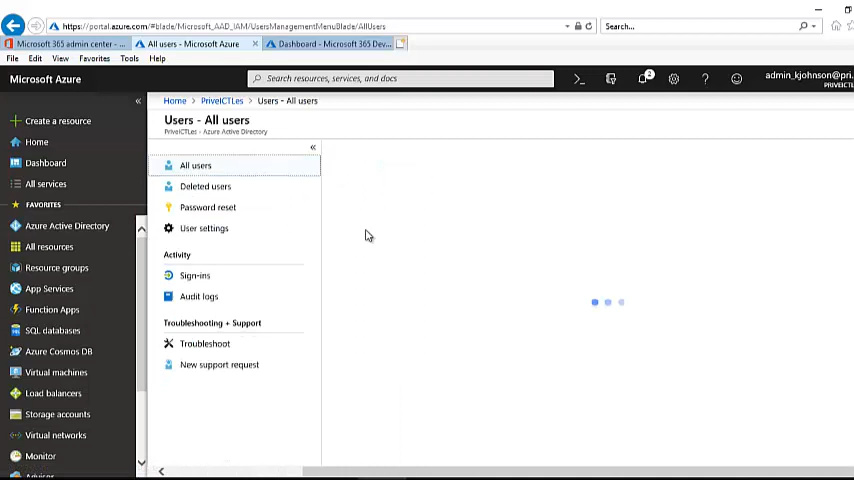 https://portal.azure.com/#blade/Microsoft_AAD_IAM/UsersManagementMenuBlade/AllUsers
Search...
Microsoft 365 admin center - ...
All users - Microsoft Azure
Dashboard - Microsoft 365 Dev...
File Edit View Favorites Tools Help
Microsoft Azure
Search resources, services, and docs
2
admin_kjohnson@pri...
PRIVEICTLES
Home > PriveICTLes > Users - All users
Users - All users
PriveICTLes - Azure Active Directory
Create a resource
Home
Dashboard
All services
FAVORITES
Azure Active Directory
All resources
Resource groups
App Services
Function Apps
SQL databases
Azure Cosmos DB
Virtual machines
Load balancers
Storage accounts
Virtual networks
Monitor
Advisor
All users
Deleted users
Password reset
User settings
Activity
Sign-ins
Audit logs
Troubleshooting + Support
Troubleshoot
New support request